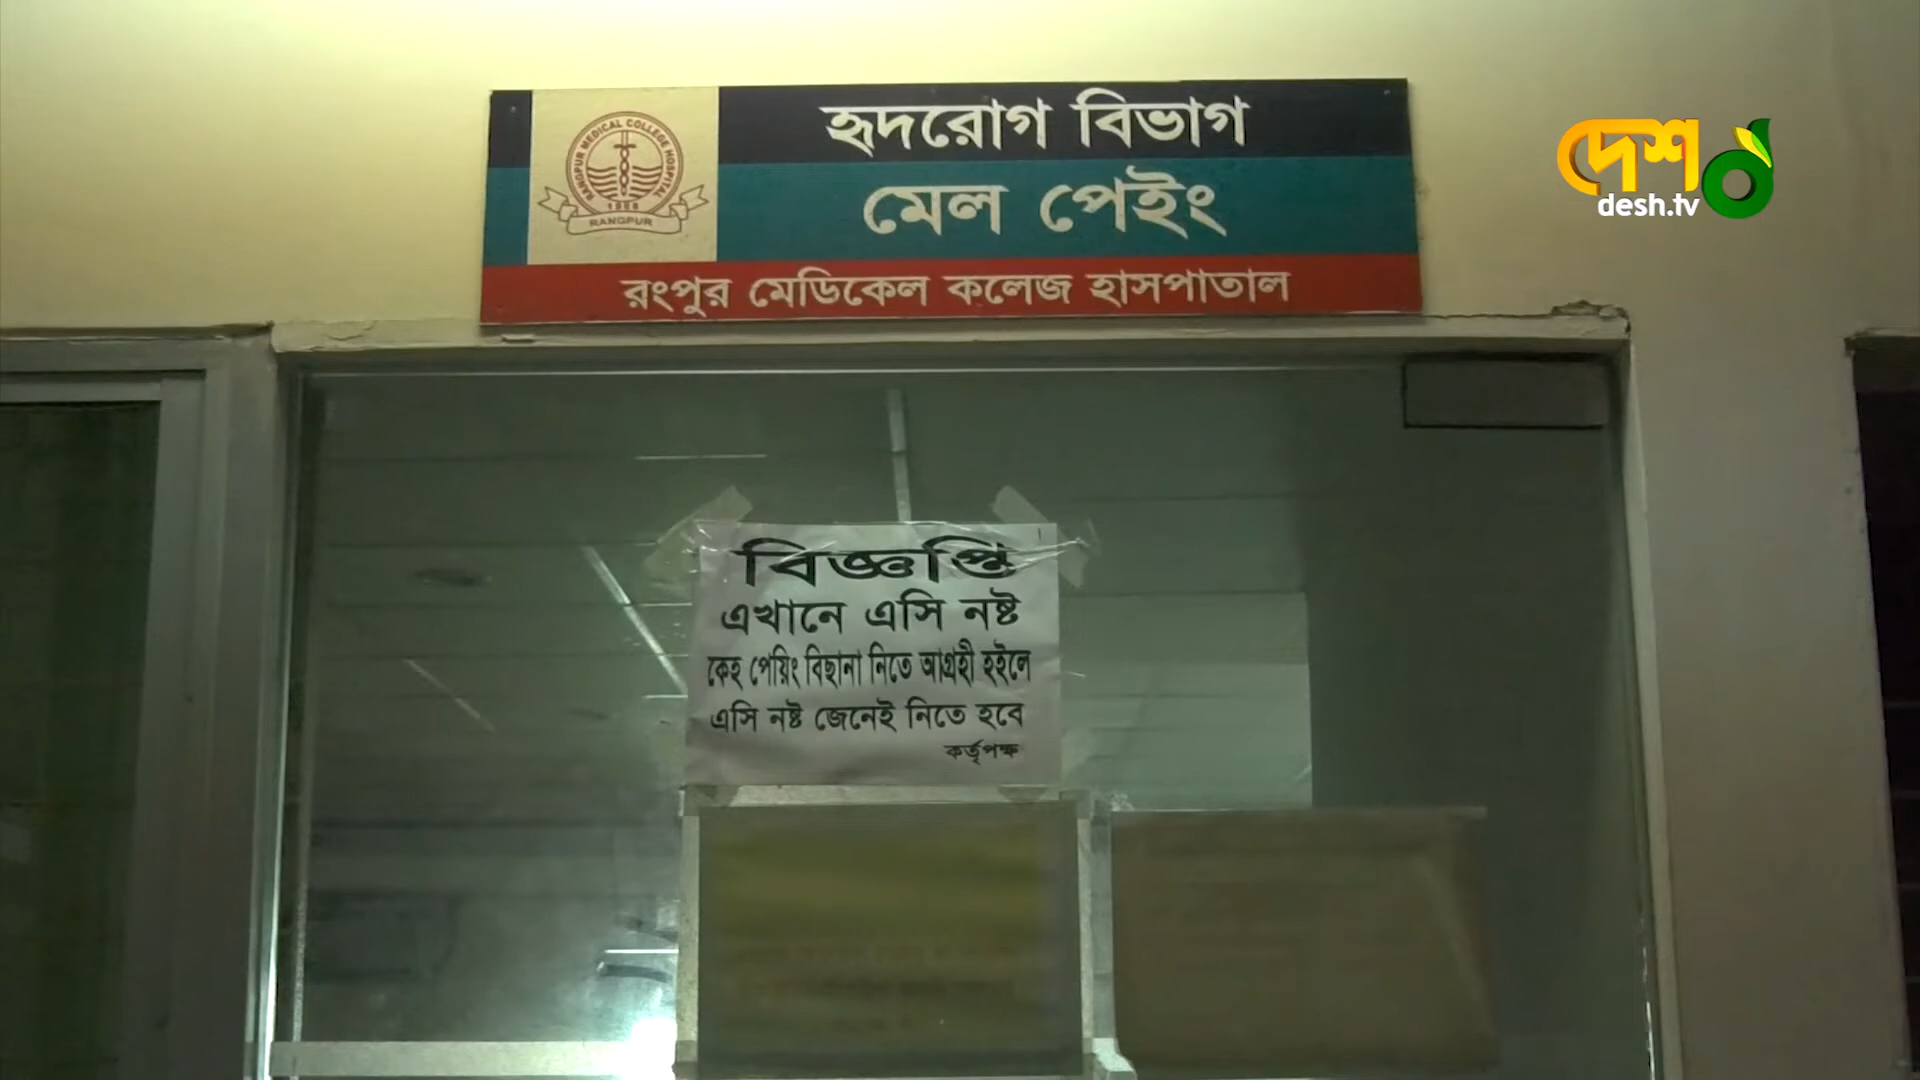 হৃদরোগ বিভাগ
মেল পেইং
রংপুর মেডিকেল কলেজ হাসপাতাল
RANGPUR MEDICAL COLLEGE HOSPITAL
1968
RANGPUR
দেশ
desh.tv
বিজ্ঞপ্তি
এখানে এসি নষ্ট
কেহ পেয়িং বিছানা নিতে আগ্রহী হইলে
এসি নষ্ট জেনেই নিতে হবে
কর্তৃপক্ষ